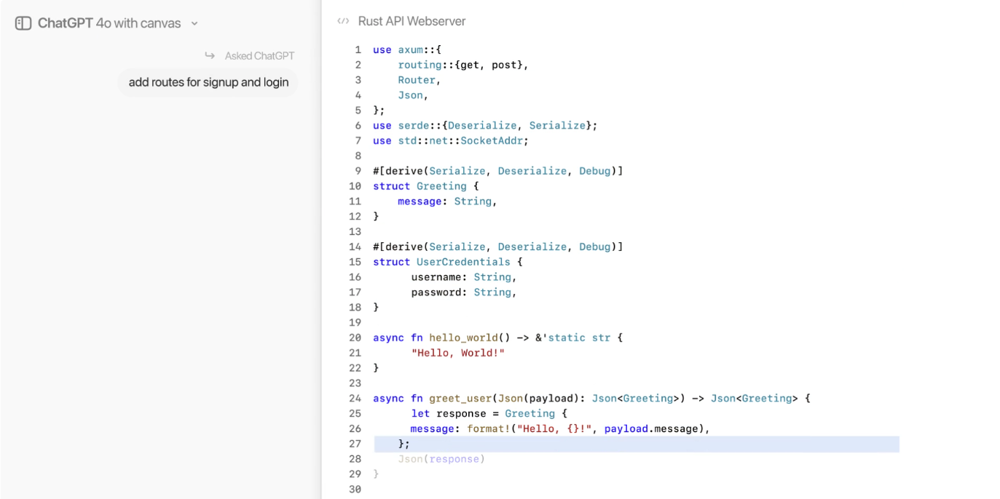 ChatGPT 4o with canvas
Asked ChatGPT
add routes for signup and login
</> Rust API Webserver
1 use axum::{
2     routing::{get, post},
3     Router,
4     Json,
5 };
6 use serde::{Deserialize, Serialize};
7 use std::net::SocketAddr;
8
9 #[derive(Serialize, Deserialize, Debug)]
10 struct Greeting {
11     message: String,
12 }
13
14 #[derive(Serialize, Deserialize, Debug)]
15 struct UserCredentials {
16       username: String,
17       password: String,
18 }
19
20 async fn hello_world() -> &'static str {
21       "Hello, World!"
22 }
23
24 async fn greet_user(Json(payload): Json<Greeting>) -> Json<Greeting> {
25       let response = Greeting {
26       message: format!("Hello, {}!", payload.message),
27     };
28     Json(response)
29 }
30